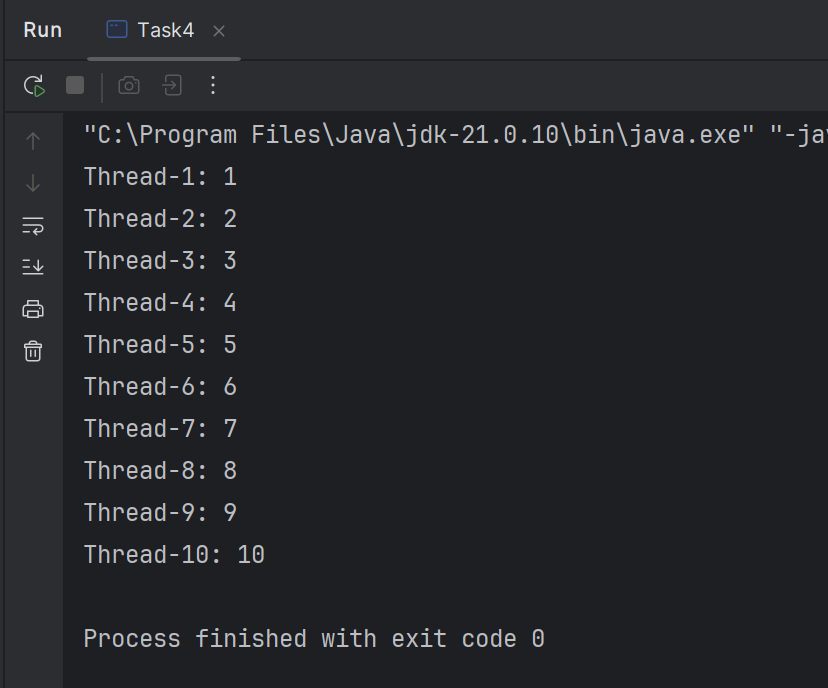 Run Task4
"C:\Program Files\Java\jdk-21.0.10\bin\java.exe" "-jav
Thread-1: 1
Thread-2: 2
Thread-3: 3
Thread-4: 4
Thread-5: 5
Thread-6: 6
Thread-7: 7
Thread-8: 8
Thread-9: 9
Thread-10: 10
Process finished with exit code 0